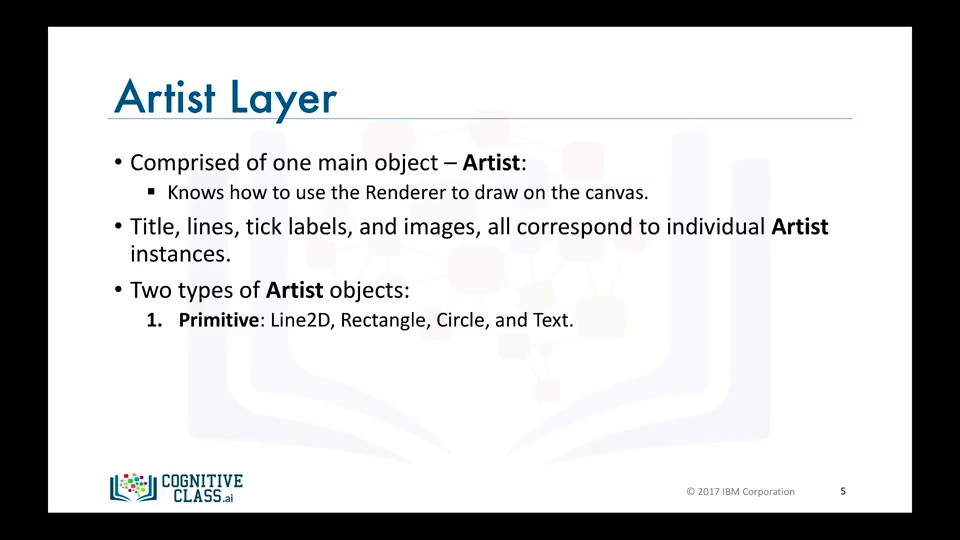 Artist Layer
• Comprised of one main object – Artist:
▪ Knows how to use the Renderer to draw on the canvas.
• Title, lines, tick labels, and images, all correspond to individual Artist
instances.
• Two types of Artist objects:
1. Primitive: Line2D, Rectangle, Circle, and Text.
COGNITIVE
CLASS.ai
© 2017 IBM Corporation 5